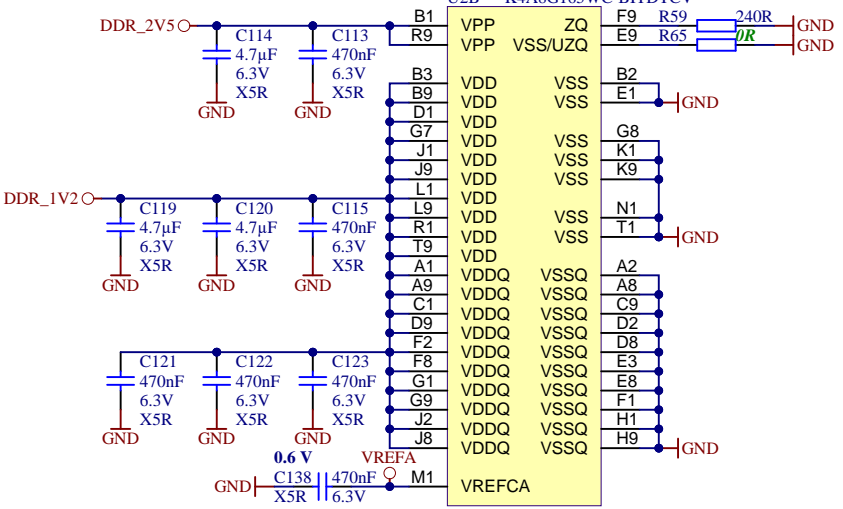 U2B K4A8G165WC-BITDTCV
DDR_2V5
C114
4.7µF
6.3V
X5R
GND
C113
470nF
6.3V
X5R
GND
B1 VPP ZQ F9 R59 240R GND
R9 VPP VSS/UZQ E9 R65 0R GND
B3 VDD VSS B2
B9 VDD VSS E1 GND
D1 VDD
G7 VDD VSS G8
J1 VDD VSS K1
J9 VDD VSS K9
L1 VDD
L9 VDD VSS N1
R1 VDD VSS T1 GND
T9 VDD
A1 VDDQ VSSQ A2
A9 VDDQ VSSQ A8
C1 VDDQ VSSQ C9
D9 VDDQ VSSQ D2
F2 VDDQ VSSQ D8
F8 VDDQ VSSQ E3
G1 VDDQ VSSQ E8
G9 VDDQ VSSQ F1
J2 VDDQ VSSQ H1
J8 VDDQ VSSQ H9 GND
DDR_1V2
C119
4.7µF
6.3V
X5R
GND
C120
4.7µF
6.3V
X5R
GND
C115
470nF
6.3V
X5R
GND
C121
470nF
6.3V
X5R
GND
C122
470nF
6.3V
X5R
GND
C123
470nF
6.3V
X5R
GND
0.6 V VREFA
GND C138 470nF M1 VREFCA
X5R 6.3V